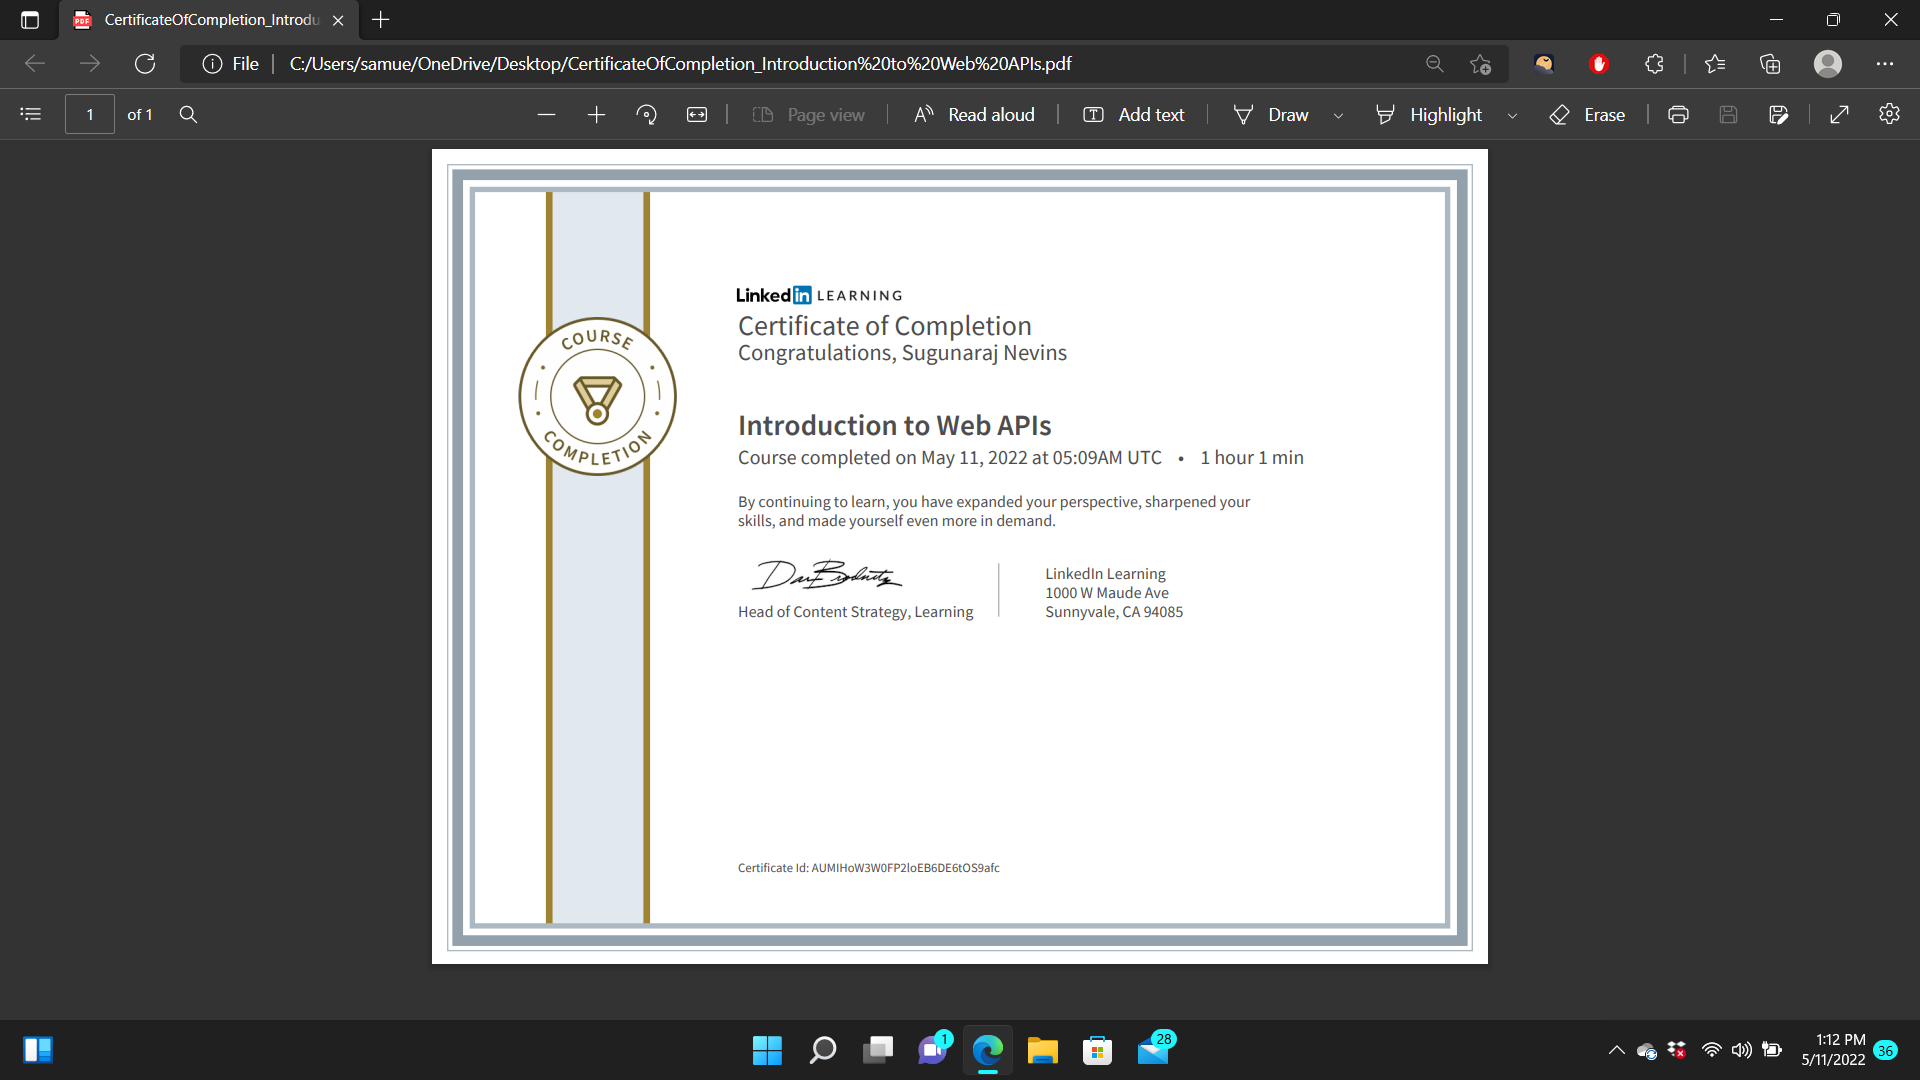 CertificateOfCompletion_Introdu
File
C:/Users/samue/OneDrive/Desktop/CertificateOfCompletion_Introduction%20to%20Web%20APIs.pdf
1 of 1
Page view
Read aloud
Add text
Draw
Highlight
Erase
LinkedIn LEARNING
Certificate of Completion
Congratulations, Sugunaraj Nevins
COURSE
COMPLETION
Introduction to Web APIs
Course completed on May 11, 2022 at 05:09AM UTC • 1 hour 1 min
By continuing to learn, you have expanded your perspective, sharpened your
skills, and made yourself even more in demand.
Head of Content Strategy, Learning
LinkedIn Learning
1000 W Maude Ave
Sunnyvale, CA 94085
Certificate Id: AUMIHoW3W0FP2loEB6DE6tOS9afc
1
28
1:12 PM
5/11/2022
36